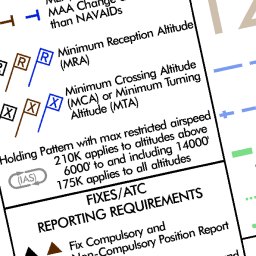 MAA Change
than NAVAIDs
R R R Minimum Reception Altitude
(MRA)
X X X Minimum Crossing Altitude
(MCA) or Minimum Turning
Altitude (MTA)
Holding Pattern with max restricted airspeed
210K applies to altitudes above
6000' to and including 14000'
(IAS) 175K applies to all altitudes
FIXES/ATC
REPORTING REQUIREMENTS
Fix Compulsory and
Non-Compulsory Position Report